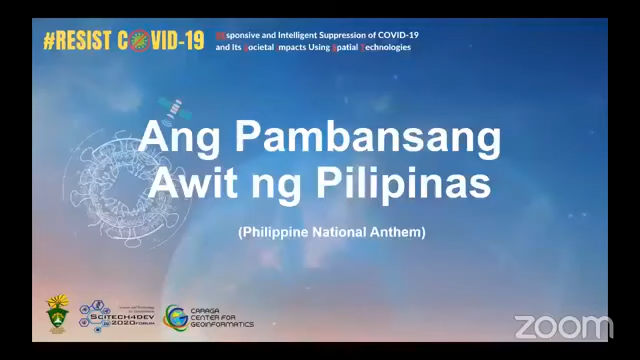 #RESIST COVID-19
REsponsive and Intelligent Suppression of COVID-19
and Its Societal Impacts Using Spatial Technologies
Ang Pambansang
Awit ng Pilipinas
(Philippine National Anthem)
SCITECH4DEV
2020 FORUM
CARAGA
CENTER FOR
GEOINFORMATICS
zoom